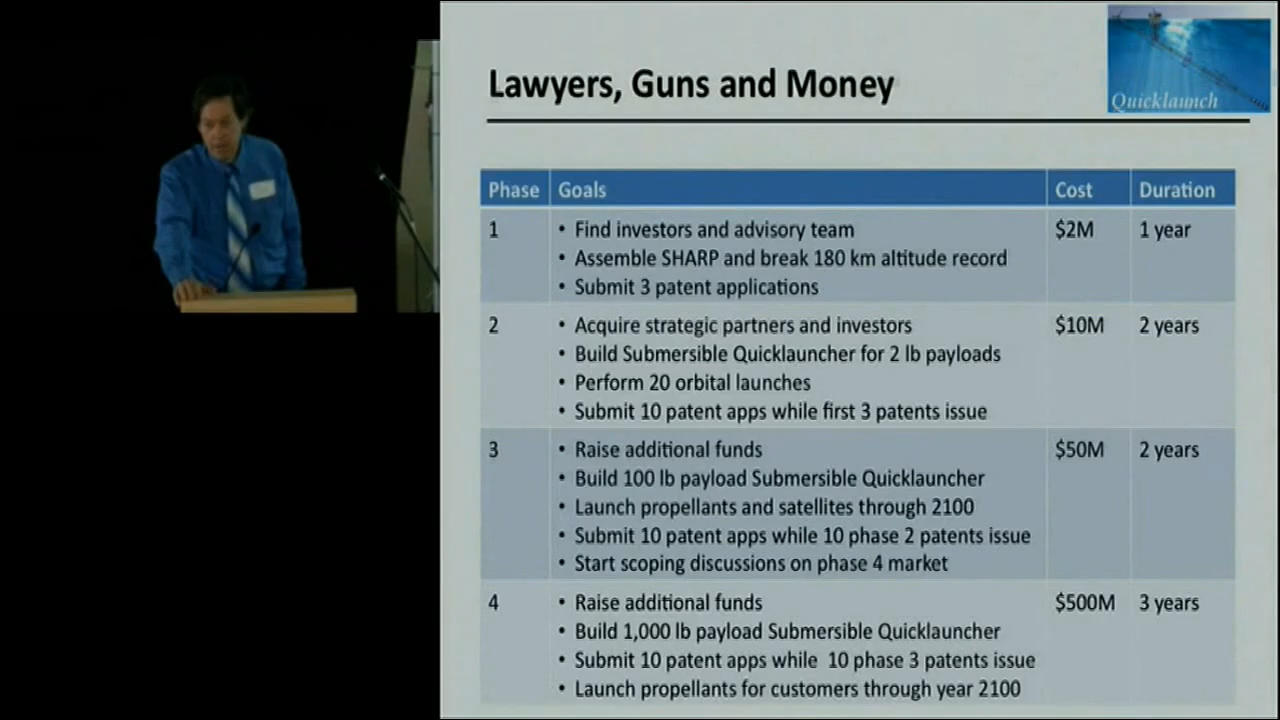 Lawyers, Guns and Money
Quicklaunch
Phase Goals Cost Duration
1 • Find investors and advisory team $2M 1 year
• Assemble SHARP and break 180 km altitude record
• Submit 3 patent applications
2 • Acquire strategic partners and investors $10M 2 years
• Build Submersible Quicklauncher for 2 lb payloads
• Perform 20 orbital launches
• Submit 10 patent apps while first 3 patents issue
3 • Raise additional funds $50M 2 years
• Build 100 lb payload Submersible Quicklauncher
• Launch propellants and satellites through 2100
• Submit 10 patent apps while 10 phase 2 patents issue
• Start scoping discussions on phase 4 market
4 • Raise additional funds $500M 3 years
• Build 1,000 lb payload Submersible Quicklauncher
• Submit 10 patent apps while 10 phase 3 patents issue
• Launch propellants for customers through year 2100